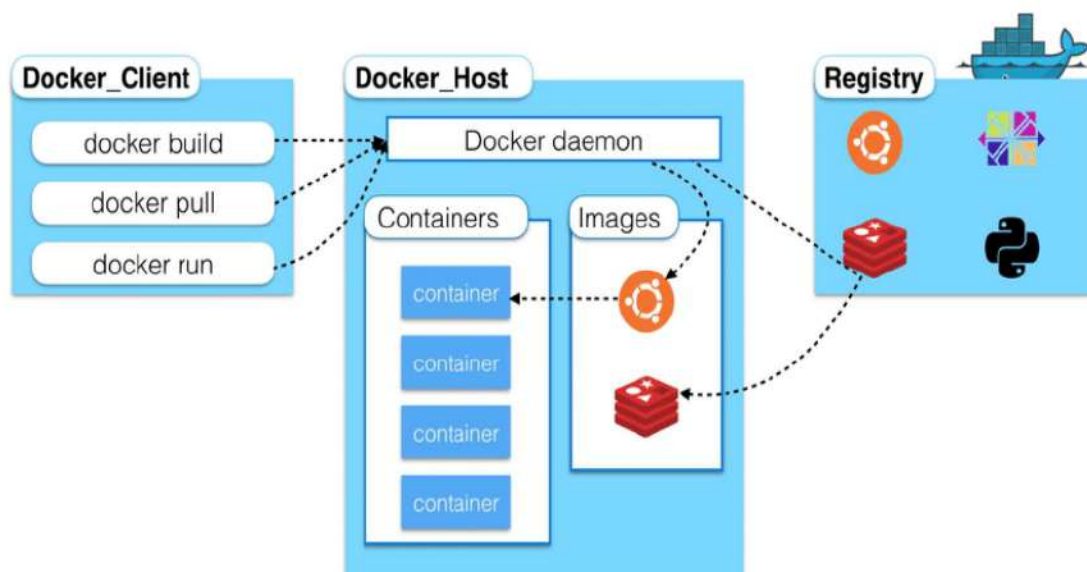 Docker_Client
docker build
docker pull
docker run
Docker_Host
Docker daemon
Containers
container
container
container
container
Images
Registry